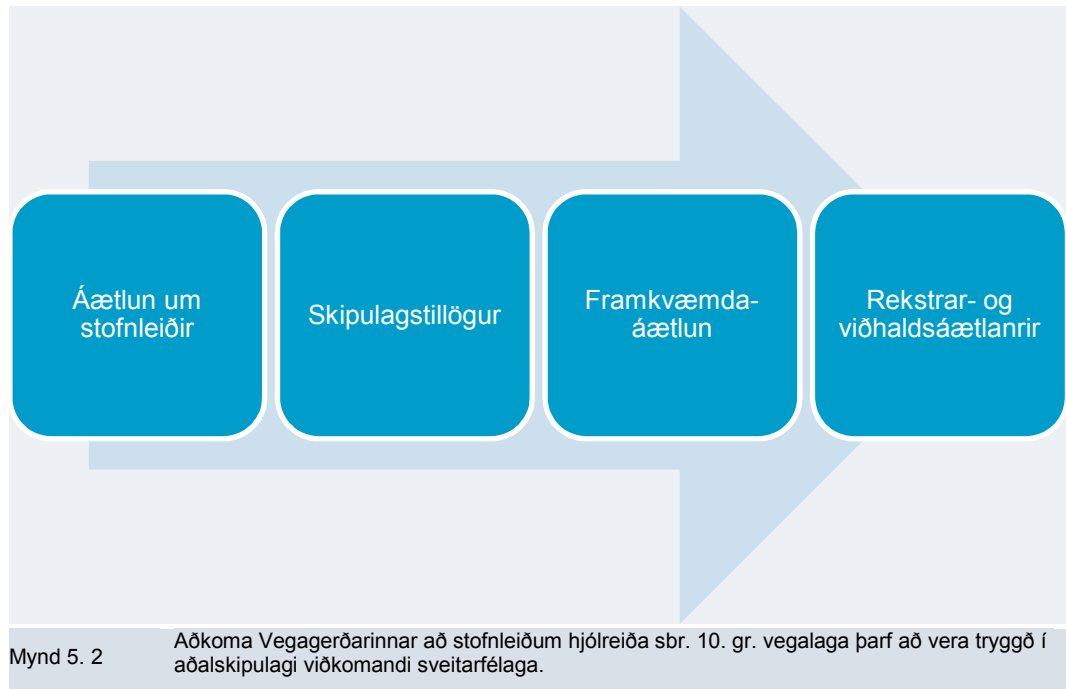 Áætlun um
stofnleiðir
Skipulagstillögur
Framkvæmda-
áætlun
Rekstrar- og
viðhaldsáætlanrir
Mynd 5. 2
Aðkoma Vegagerðarinnar að stofnleiðum hjólreiða sbr. 10. gr. vegalaga þarf að vera tryggð í
aðalskipulagi viðkomandi sveitarfélaga.